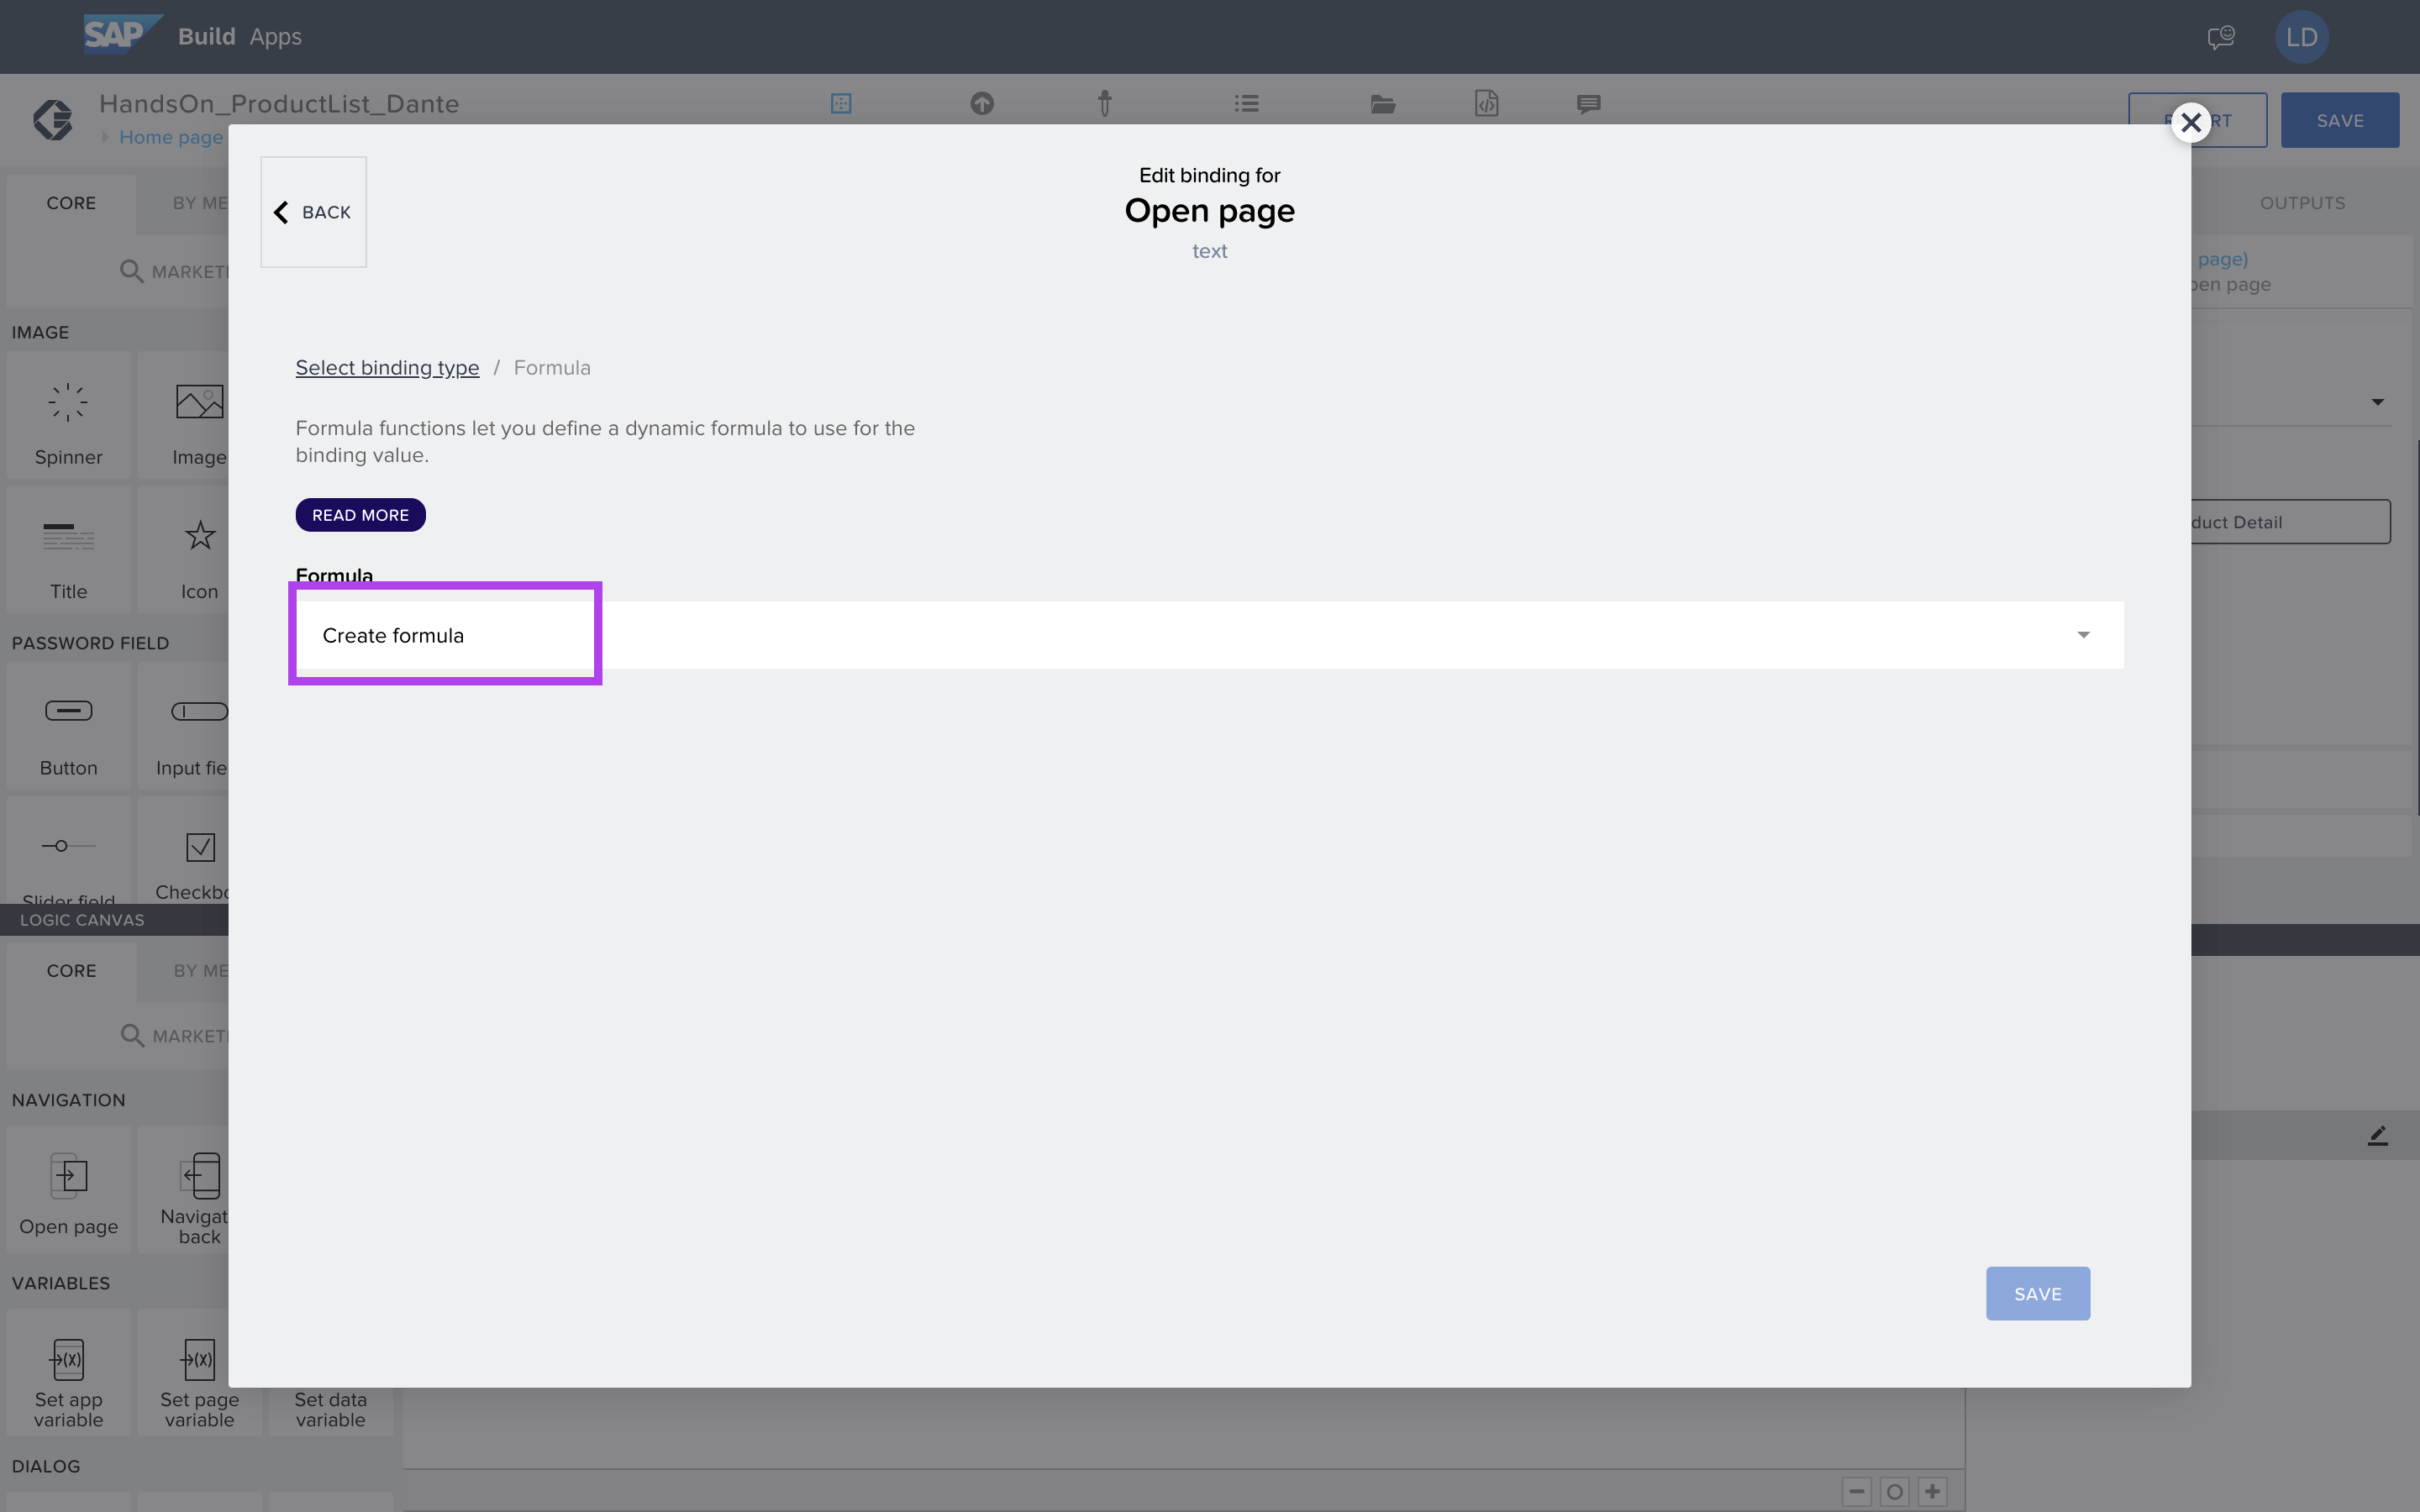 SAP Build Apps
LD
HandsOn_ProductList_Dante
Home page
SAVE
CORE
BY ME
OUTPUTS
MARKET
page)
pen page
IMAGE
Spinner
Image
Title
Icon
PASSWORD FIELD
Button
Input fie
Slider field
Checkbo
LOGIC CANVAS
CORE
BY ME
MARKET
NAVIGATION
Open page
Navigat
back
VARIABLES
Set app
variable
Set page
variable
Set data
variable
DIALOG
BACK
Edit binding for
Open page
text
Select binding type / Formula
Formula functions let you define a dynamic formula to use for the
binding value.
READ MORE
Formula
Create formula
SAVE
duct Detail